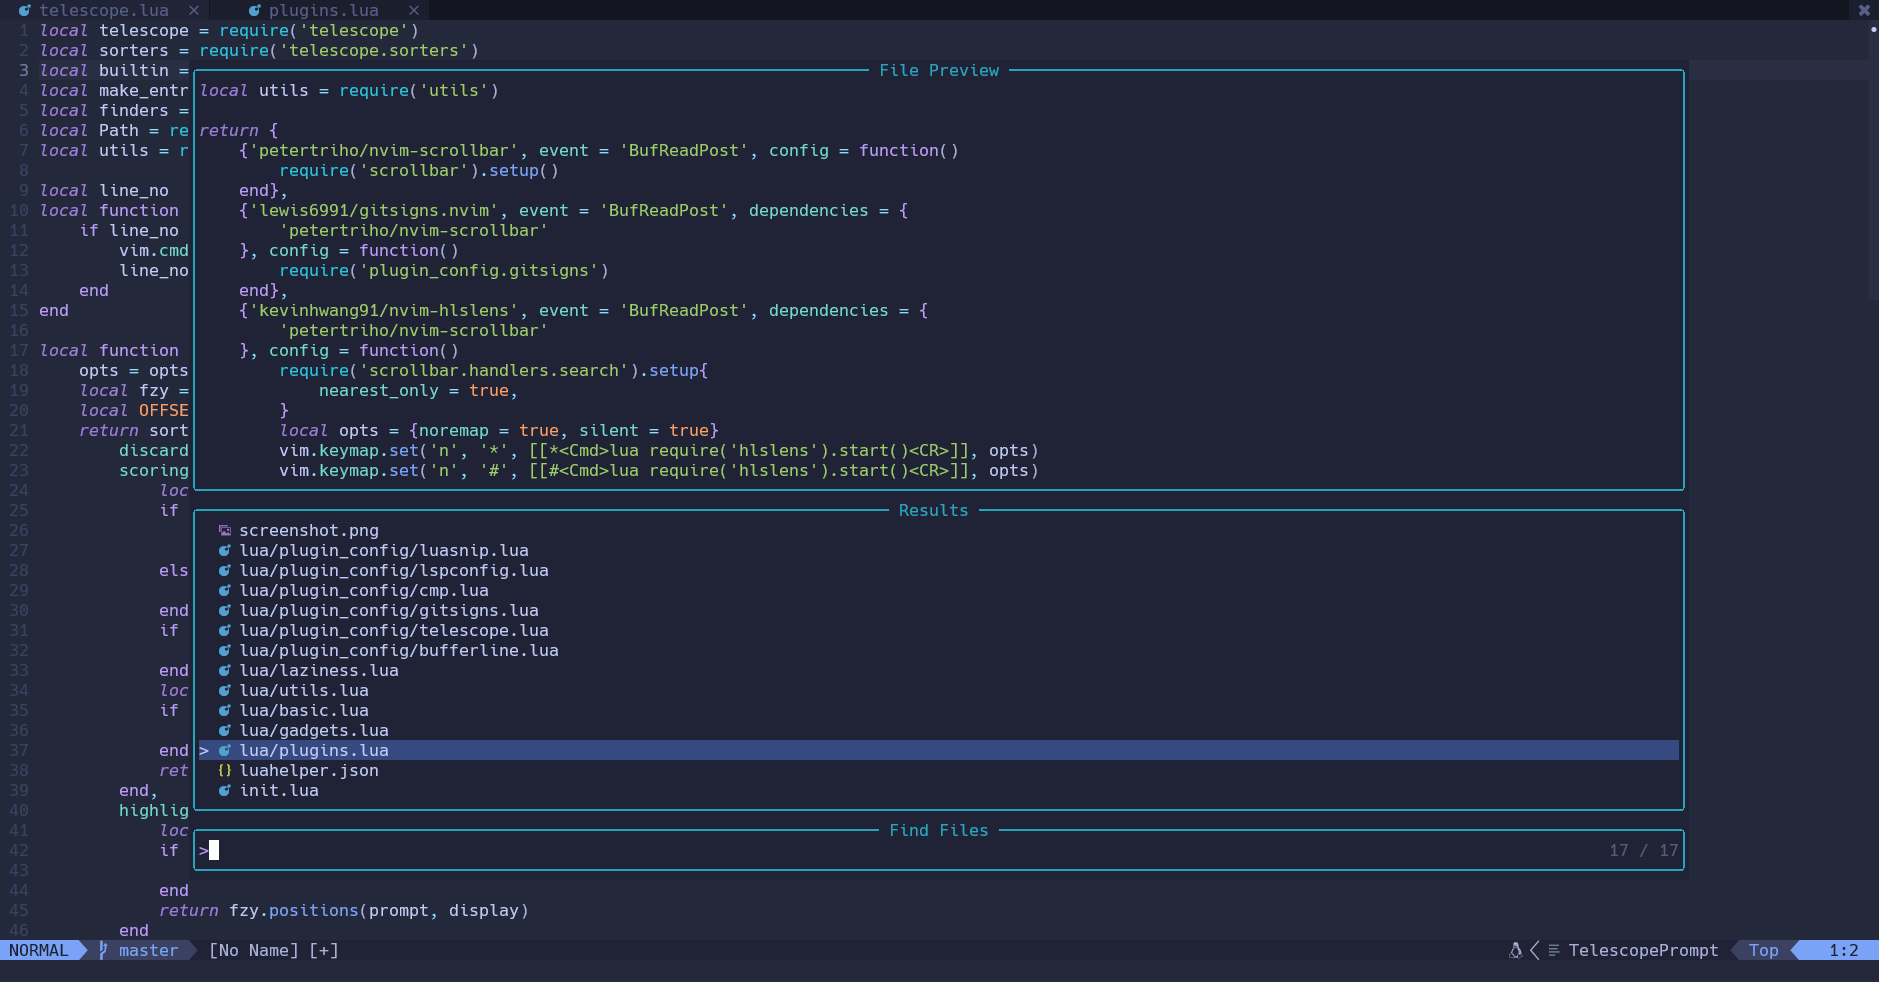 telescope.lua × plugins.lua × ✖
1 local telescope = require('telescope')
2 local sorters = require('telescope.sorters')
3 local builtin =
4 local make_entr
5 local finders =
6 local Path = re
7 local utils = r
8
9 local line_no
10 local function
11     if line_no
12         vim.cmd
13         line_no
14     end
15 end
16
17 local function
18     opts = opts
19     local fzy =
20     local OFFSE
21     return sort
22         discard
23         scoring
24             loc
25             if
26
27
28             els
29
30             end
31             if
32
33             end
34             loc
35             if
36
37             end
38             ret
39         end,
40         highlig
41             loc
42             if
43
44             end
45             return fzy.positions(prompt, display)
46         end
File Preview
local utils = require('utils')
return {
    {'petertriho/nvim-scrollbar', event = 'BufReadPost', config = function()
        require('scrollbar').setup()
    end},
    {'lewis6991/gitsigns.nvim', event = 'BufReadPost', dependencies = {
        'petertriho/nvim-scrollbar'
    }, config = function()
        require('plugin_config.gitsigns')
    end},
    {'kevinhwang91/nvim-hlslens', event = 'BufReadPost', dependencies = {
        'petertriho/nvim-scrollbar'
    }, config = function()
        require('scrollbar.handlers.search').setup{
            nearest_only = true,
        }
        local opts = {noremap = true, silent = true}
        vim.keymap.set('n', '*', [[*<Cmd>lua require('hlslens').start()<CR>]], opts)
        vim.keymap.set('n', '#', [[#<Cmd>lua require('hlslens').start()<CR>]], opts)
Results
screenshot.png
lua/plugin_config/luasnip.lua
lua/plugin_config/lspconfig.lua
lua/plugin_config/cmp.lua
lua/plugin_config/gitsigns.lua
lua/plugin_config/telescope.lua
lua/plugin_config/bufferline.lua
lua/laziness.lua
lua/utils.lua
lua/basic.lua
lua/gadgets.lua
> lua/plugins.lua
{} luahelper.json
init.lua
Find Files
> 17 / 17
NORMAL master [No Name] [+] TelescopePrompt Top 1:2